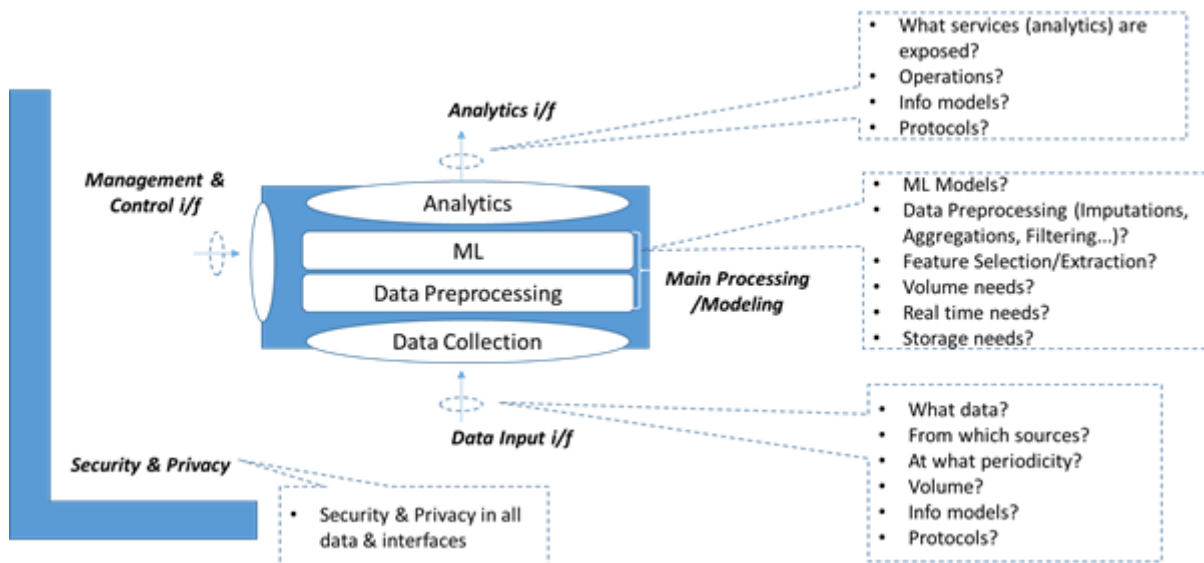 • What services (analytics) are
exposed?
• Operations?
• Info models?
• Protocols?
Analytics i/f
Management &
Control i/f
Analytics
ML
Data Preprocessing
Data Collection
Main Processing
/Modeling
• ML Models?
• Data Preprocessing (Imputations,
Aggregations, Filtering...)?
• Feature Selection/Extraction?
• Volume needs?
• Real time needs?
• Storage needs?
Data Input i/f
• What data?
• From which sources?
• At what periodicity?
• Volume?
• Info models?
• Protocols?
Security & Privacy
• Security & Privacy in all
data & interfaces